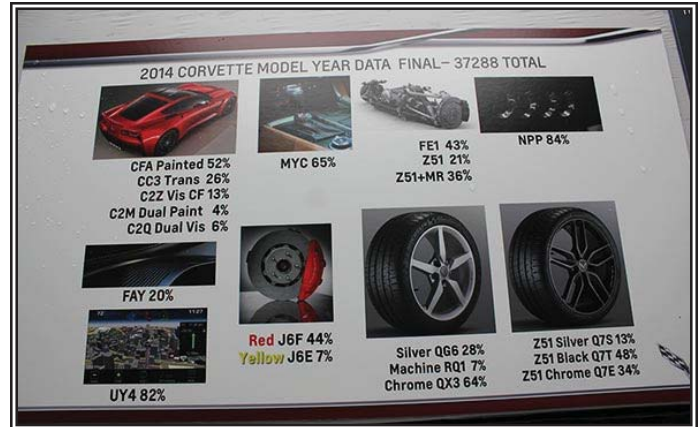 2014 CORVETTE MODEL YEAR DATA FINAL– 37288 TOTAL
CFA Painted 52%
CC3 Trans 26%
C2Z Vis CF 13%
C2M Dual Paint 4%
C2Q Dual Vis 6%
MYC 65%
FE1 43%
Z51 21%
Z51+MR 36%
NPP 84%
FAY 20%
UY4 82%
Red J6F 44%
Yellow J6E 7%
Silver QG6 28%
Machine RQ1 7%
Chrome QX3 64%
Z51 Silver Q7S 13%
Z51 Black Q7T 48%
Z51 Chrome Q7E 34%